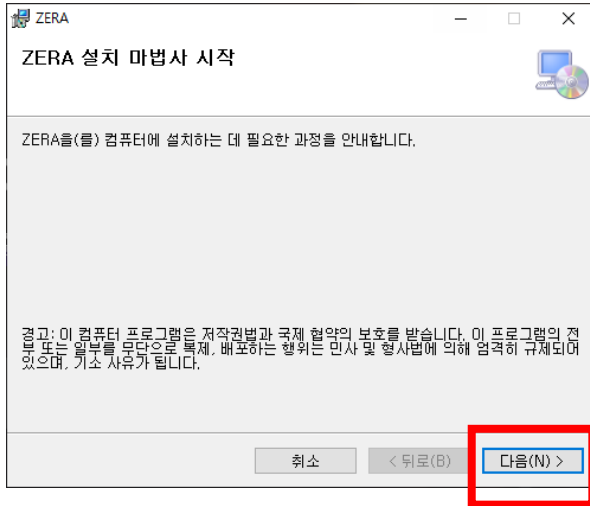 ZERA
ZERA 설치 마법사 시작
ZERA을(를) 컴퓨터에 설치하는 데 필요한 과정을 안내합니다.
경고: 이 컴퓨터 프로그램은 저작권법과 국제 협약의 보호를 받습니다. 이 프로그램의 전
부 또는 일부를 무단으로 복제, 배포하는 행위는 민사 및 형사법에 의해 엄격히 규제되어
있으며, 기소 사유가 됩니다.
취소 < 뒤로(B) 다음(N) >